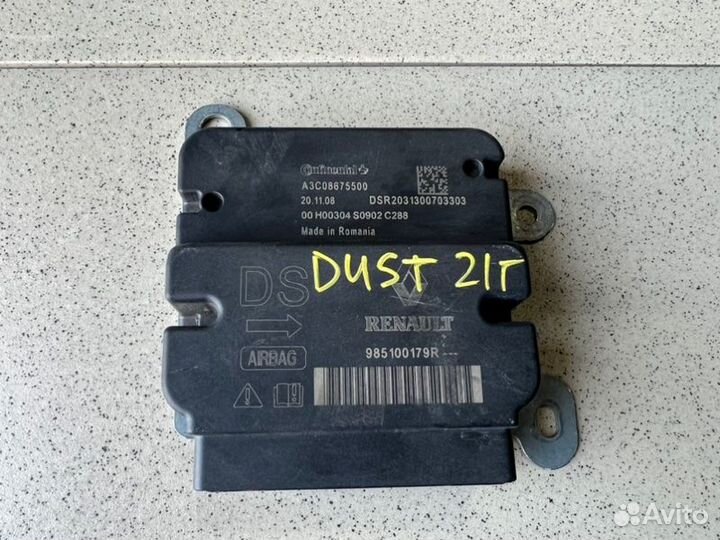 Continental
A3C08675500
20.11.08 DSR2031300703303
00 H00304 S0902 C288
Made in Romania
DUST 21г
DS
RENAULT
AIRBAG
985100179R ---
Avito